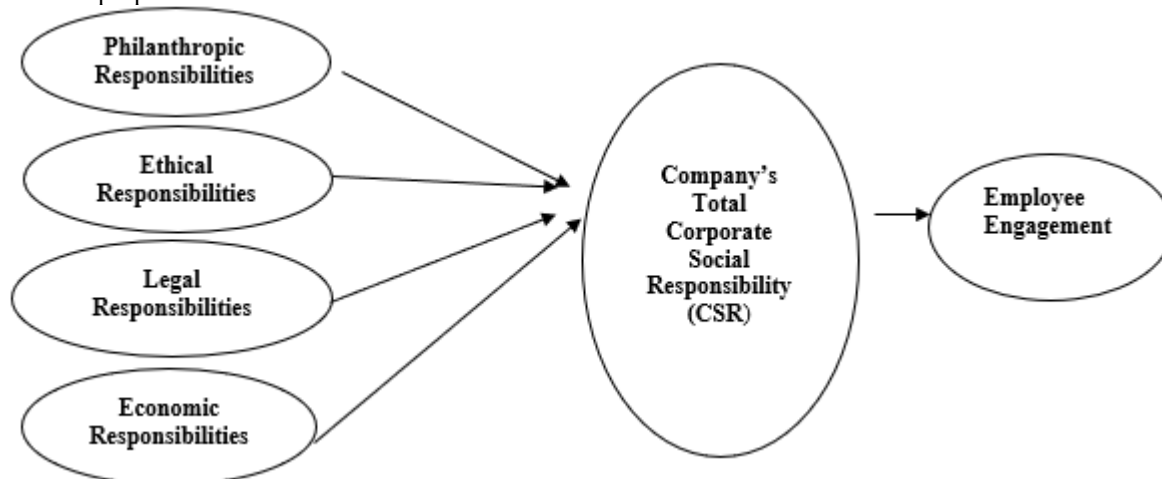 Philanthropic
Responsibilities
Ethical
Responsibilities
Legal
Responsibilities
Economic
Responsibilities
Company's
Total
Corporate
Social
Responsibility
(CSR)
Employee
Engagement